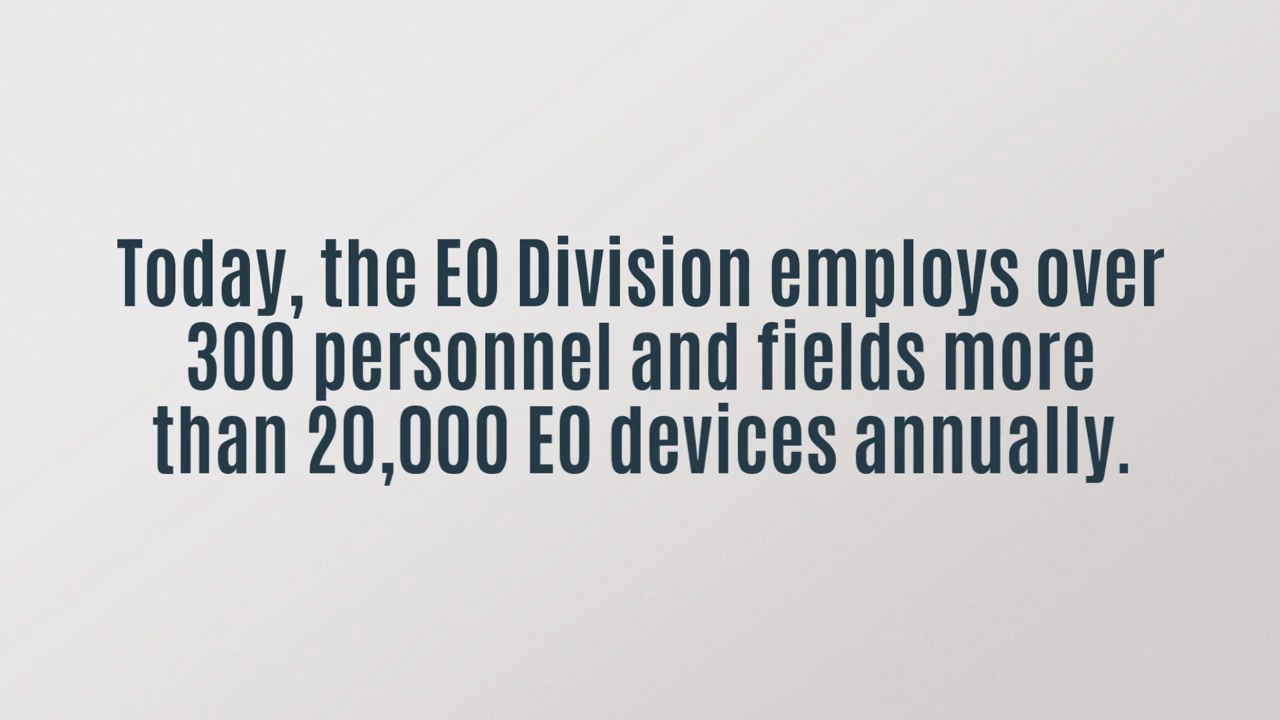 Today, the EO Division employs over
300 personnel and fields more
than 20,000 EO devices annually.